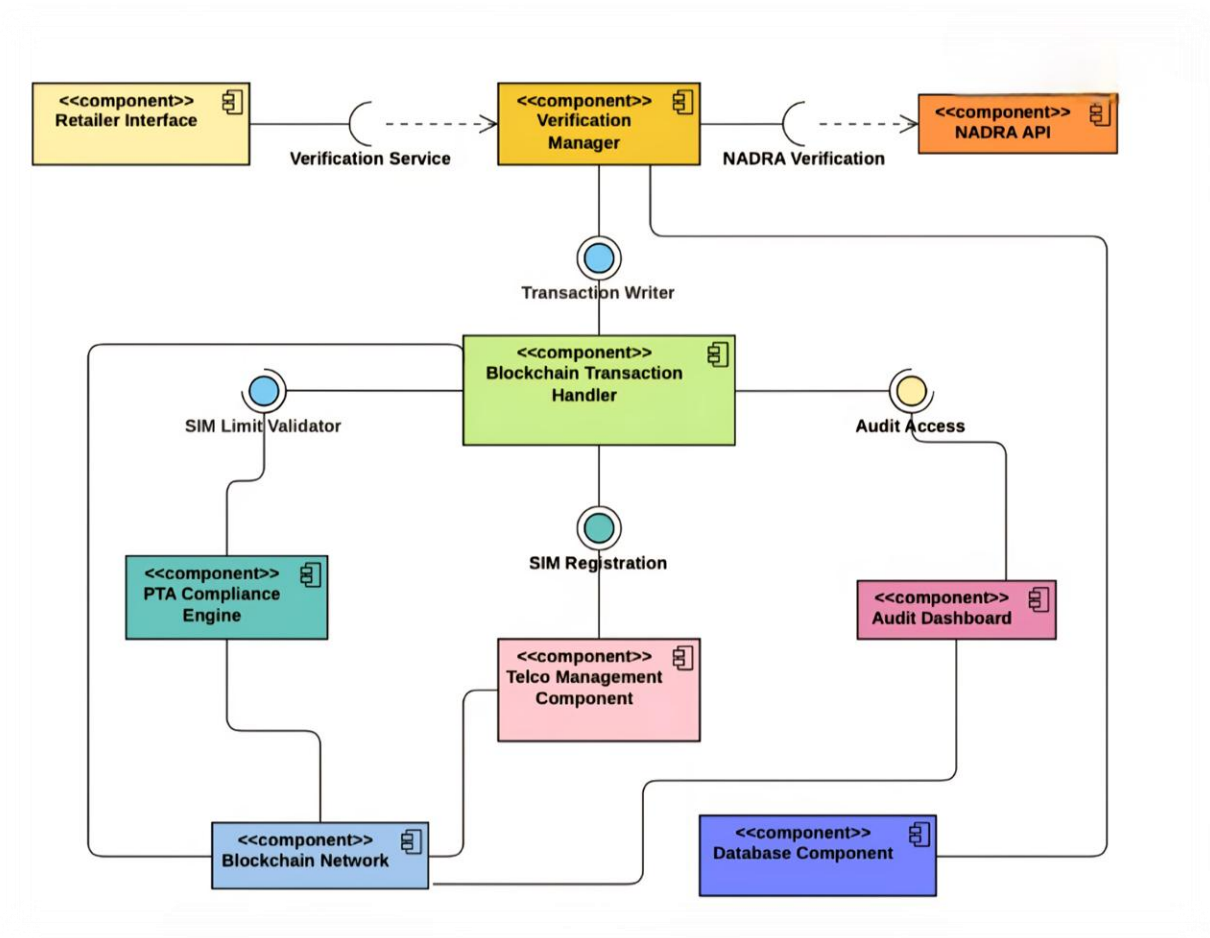 <<component>>
Retailer Interface
Verification Service
<<component>>
Verification
Manager
NADRA Verification
<<component>>
NADRA API
Transaction Writer
<<component>>
Blockchain Transaction
Handler
SIM Limit Validator
Audit Access
SIM Registration
<<component>>
PTA Compliance
Engine
<<component>>
Audit Dashboard
<<component>>
Telco Management
Component
<<component>>
Blockchain Network
<<component>>
Database Component